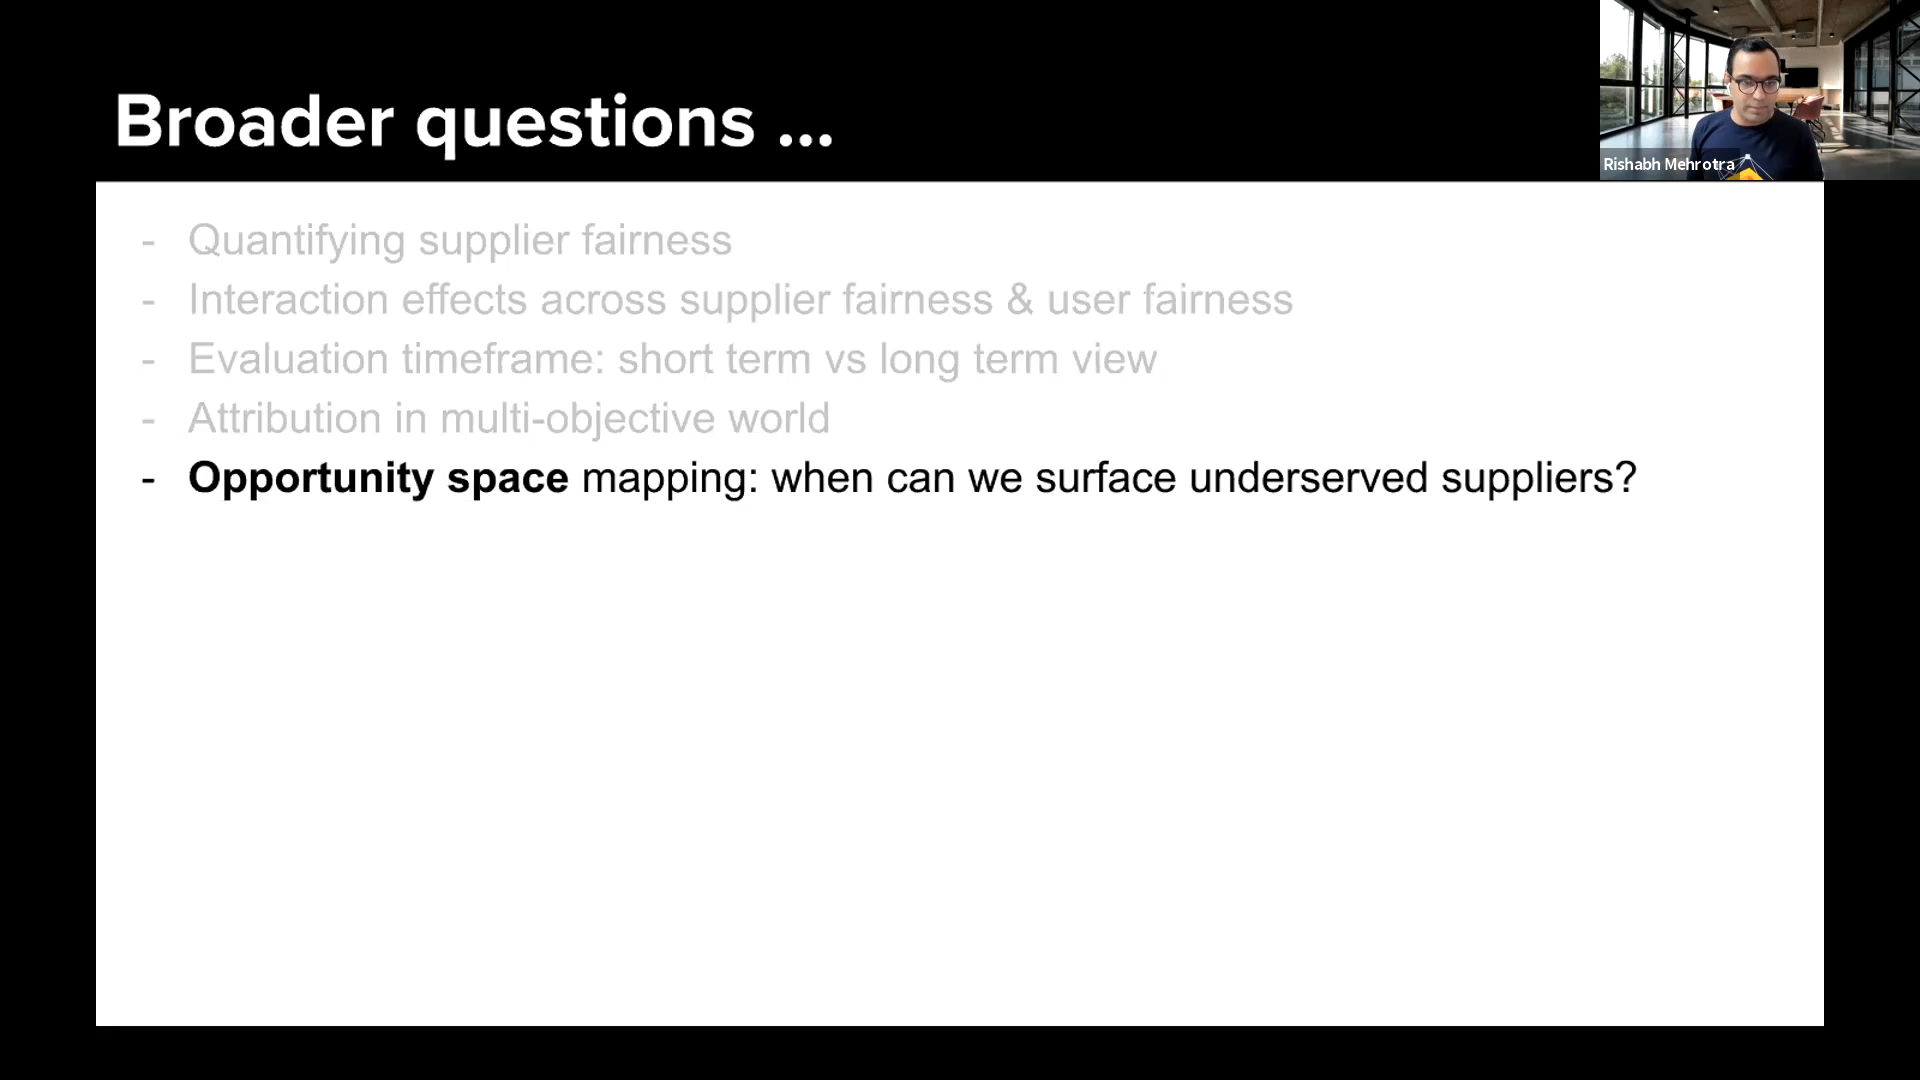 Broader questions ...
Rishabh Mehrotra
- Quantifying supplier fairness
- Interaction effects across supplier fairness & user fairness
- Evaluation timeframe: short term vs long term view
- Attribution in multi-objective world
- Opportunity space mapping: when can we surface underserved suppliers?